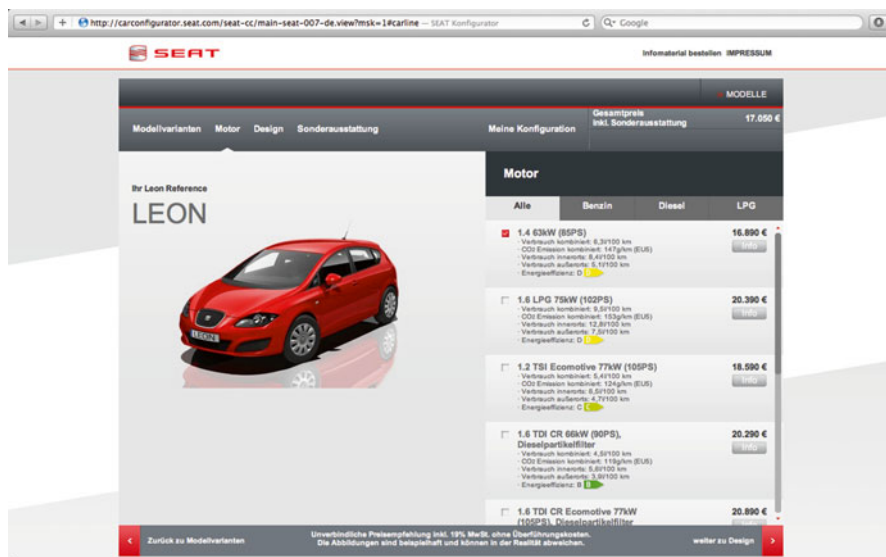 http://carconfigurator.seat.com/seat-cc/main-seat-007-de.view?msk=1#carline — SEAT Konfigurator
Google
SEAT
Infomaterial bestellen IMPRESSUM
MODELLE
Modellvarianten Motor Design Sonderausstattung
Meine Konfiguration
Gesamtpreis
inkl. Sonderausstattung
17.050 €
Ihr Leon Reference
LEON
LEON
Motor
Alle Benzin Diesel LPG
1.4 63kW (85PS) 16.890 €
· Verbrauch kombiniert: 6,3l/100 km
Info
· CO2 Emission kombiniert: 147g/km (EU5)
· Verbrauch innerorts: 8,4l/100 km
· Verbrauch außerorts: 5,1l/100 km
· Energieeffizienz: D D
1.6 LPG 75kW (102PS) 20.390 €
· Verbrauch kombiniert: 9,5l/100 km
Info
· CO2 Emission kombiniert: 153g/km (EU5)
· Verbrauch innerorts: 12,8l/100 km
· Verbrauch außerorts: 7,5l/100 km
· Energieeffizienz: D D
1.2 TSI Ecomotive 77kW (105PS) 18.590 €
· Verbrauch kombiniert: 5,4l/100 km
Info
· CO2 Emission kombiniert: 124g/km (EU5)
· Verbrauch innerorts: 6,5l/100 km
· Verbrauch außerorts: 4,7l/100 km
· Energieeffizienz: C C
1.6 TDI CR 66kW (90PS), 20.290 €
Dieselpartikelfilter
Info
· Verbrauch kombiniert: 4,5l/100 km
· CO2 Emission kombiniert: 119g/km (EU5)
· Verbrauch innerorts: 5,6l/100 km
· Verbrauch außerorts: 3,9l/100 km
· Energieeffizienz: B B
1.6 TDI CR Ecomotive 77kW 20.890 €
(105PS), Dieselpartikelfilter
Zurück zu Modellvarianten
Unverbindliche Preisempfehlung inkl. 19% MwSt. ohne Überführungskosten.
Die Abbildungen sind beispielhaft und können in der Realität abweichen.
weiter zu Design